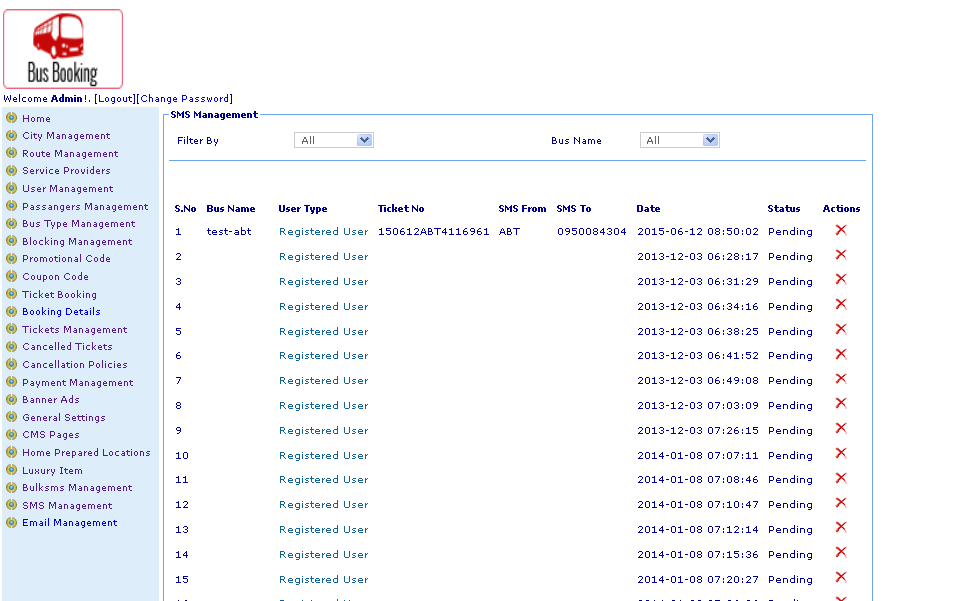 Bus Booking
Welcome Admin!. [Logout][Change Password]
Home
City Management
Route Management
Service Providers
User Management
Passangers Management
Bus Type Management
Blocking Management
Promotional Code
Coupon Code
Ticket Booking
Booking Details
Tickets Management
Cancelled Tickets
Cancellation Policies
Payment Management
Banner Ads
General Settings
CMS Pages
Home Prepared Locations
Luxury Item
Bulksms Management
SMS Management
Email Management
SMS Management
Filter By All Bus Name All
S.No Bus Name User Type Ticket No SMS From SMS To Date Status Actions
1 test-abt Registered User 150612ABT4116961 ABT 0950084304 2015-06-12 08:50:02 Pending
2 Registered User 2013-12-03 06:28:17 Pending
3 Registered User 2013-12-03 06:31:29 Pending
4 Registered User 2013-12-03 06:34:16 Pending
5 Registered User 2013-12-03 06:38:25 Pending
6 Registered User 2013-12-03 06:41:52 Pending
7 Registered User 2013-12-03 06:49:08 Pending
8 Registered User 2013-12-03 07:03:09 Pending
9 Registered User 2013-12-03 07:26:15 Pending
10 Registered User 2014-01-08 07:07:11 Pending
11 Registered User 2014-01-08 07:08:46 Pending
12 Registered User 2014-01-08 07:10:47 Pending
13 Registered User 2014-01-08 07:12:14 Pending
14 Registered User 2014-01-08 07:15:36 Pending
15 Registered User 2014-01-08 07:20:27 Pending